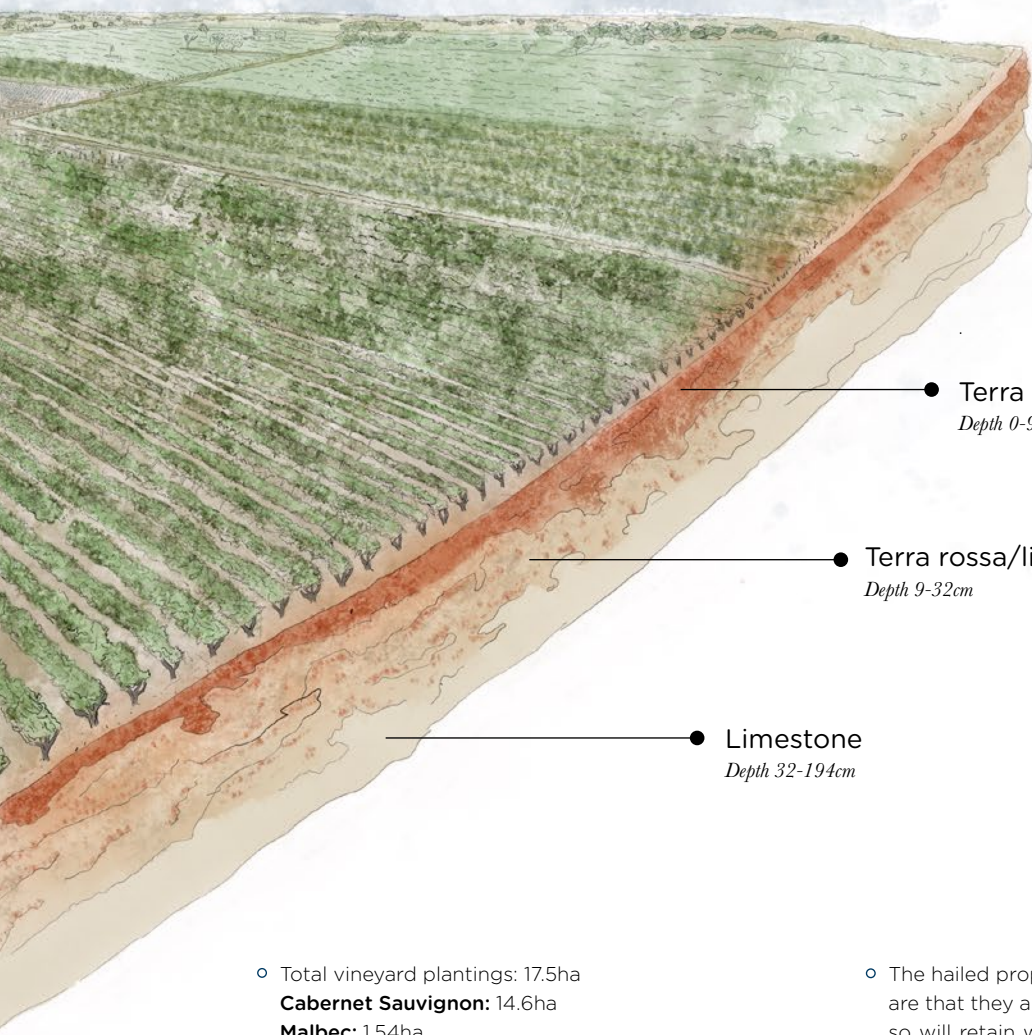 Terra
Depth 0-9
Terra rossa/li
Depth 9-32cm
Limestone
Depth 32-194cm
Total vineyard plantings: 17.5ha
Cabernet Sauvignon: 14.6ha
Malbec: 1.54ha
The hailed prop
are that they a
so will retain w